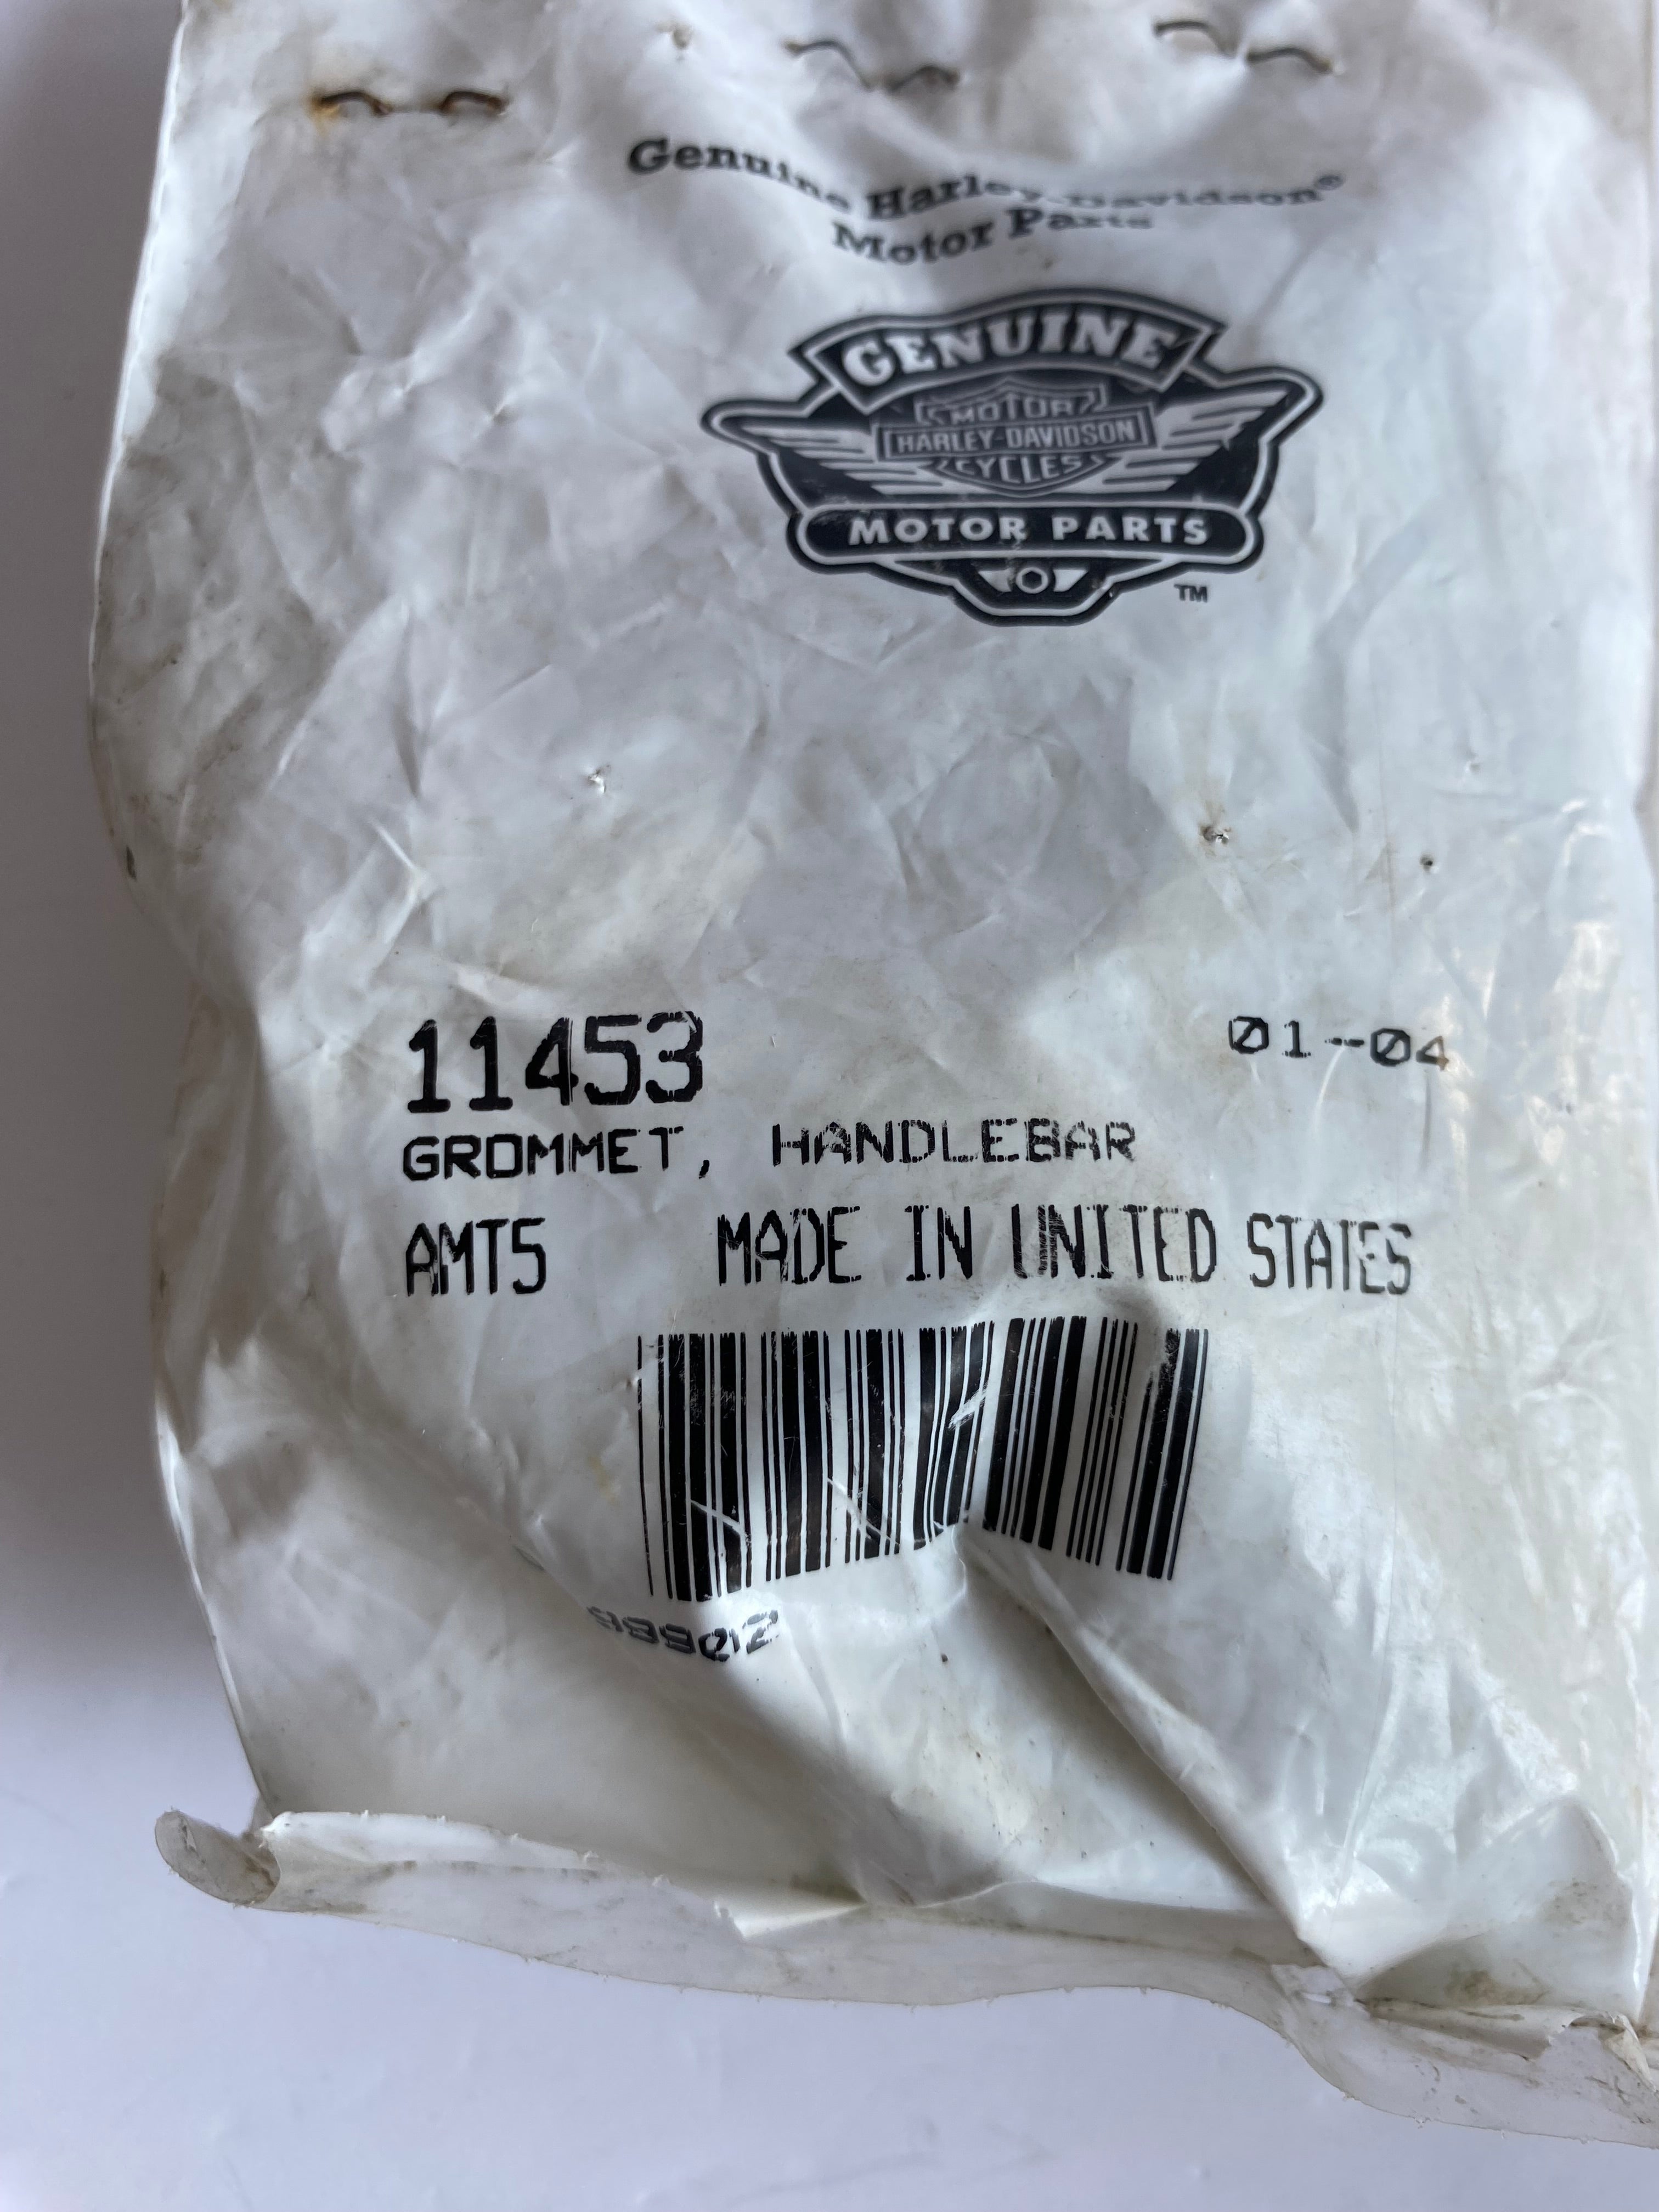 Genuine Harley-Davidson®
Motor Parts
GENUINE
MOTOR
HARLEY-DAVIDSON
CYCLES
MOTOR PARTS
TM
11453
01-04
GROMMET, HANDLEBAR
AMT5 MADE IN UNITED STATES